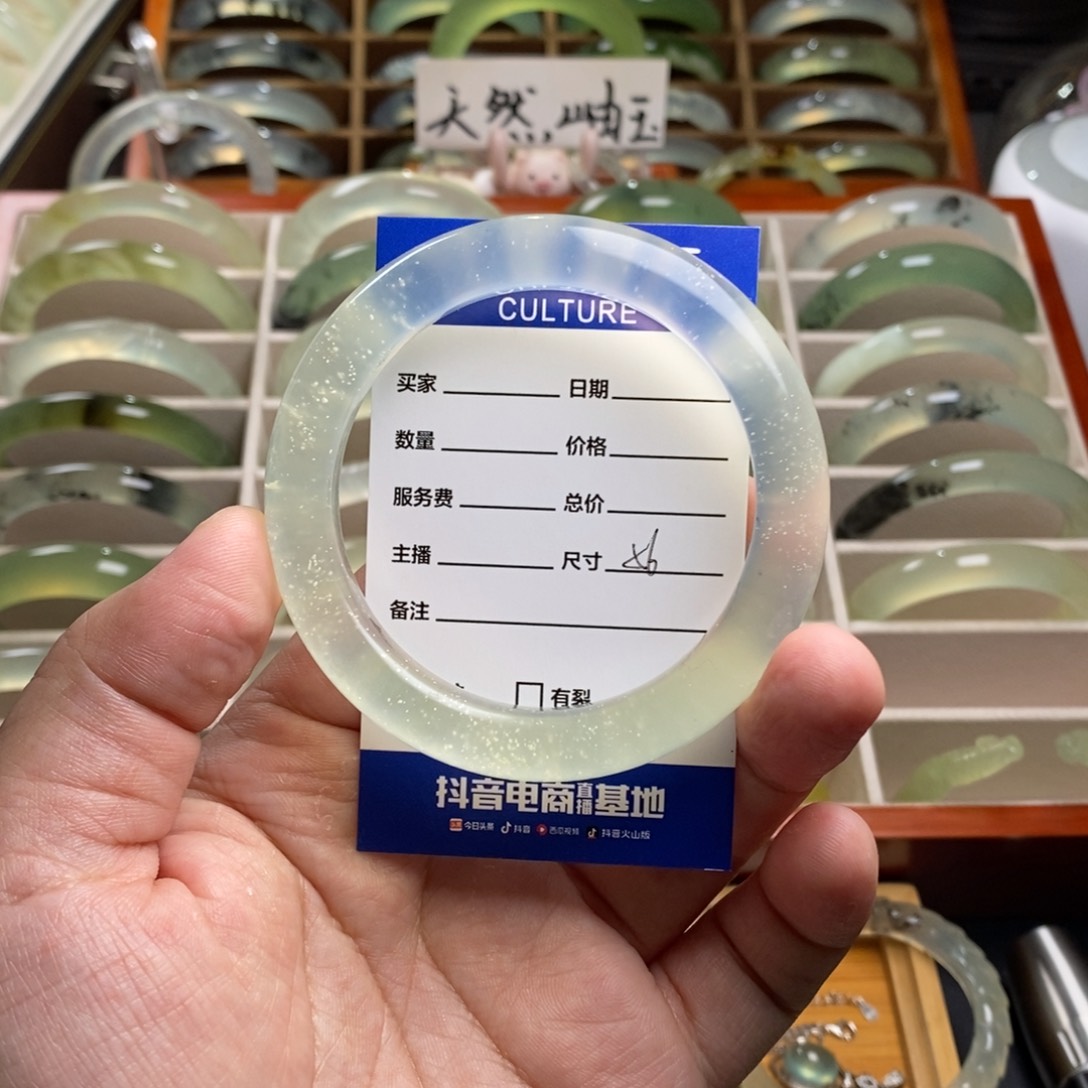 天然岫玉
CULTURE
买家 日期
数量 价格
服务费 总价
主播 尺寸
备注
有裂
抖音电商直播基地
今日头条 抖音 西瓜视频 抖音火山版